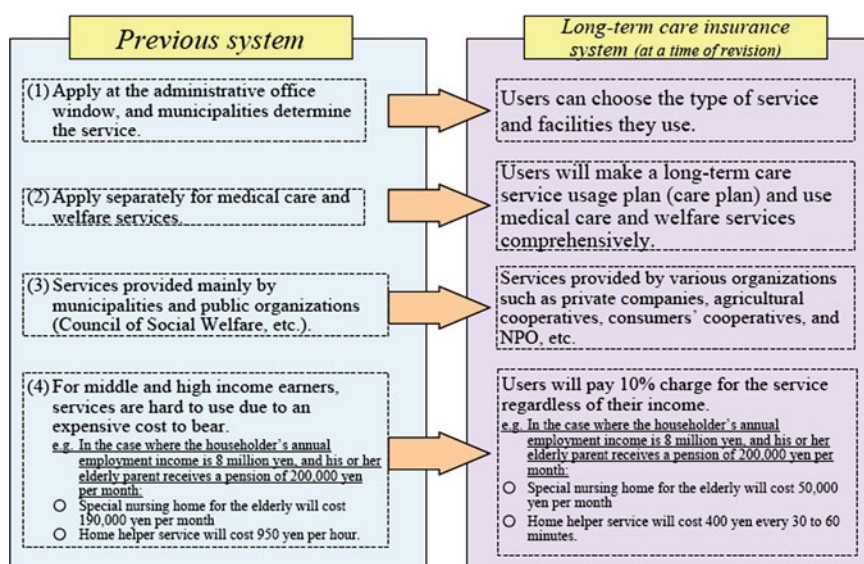 Previous system
(1) Apply at the administrative office
window, and municipalities determine
the service.
(2) Apply separately for medical care and
welfare services.
(3) Services provided mainly by
municipalities and public organizations
(Council of Social Welfare, etc.).
(4) For middle and high income earners,
services are hard to use due to an
expensive cost to bear.
e.g. In the case where the householder's annual
employment income is 8 million yen, and his or her
elderly parent receives a pension of 200,000 yen
per month:
○ Special nursing home for the elderly will cost
190,000 yen per month
○ Home helper service will cost 950 yen per hour.
Long-term care insurance
system (at a time of revision)
Users can choose the type of service
and facilities they use.
Users will make a long-term care
service usage plan (care plan) and use
medical care and welfare services
comprehensively.
Services provided by various organizations
such as private companies, agricultural
cooperatives, consumers' cooperatives, and
NPO, etc.
Users will pay 10% charge for the service
regardless of their income.
e.g. In the case where the householder's annual
employment income is 8 million yen, and his or her
elderly parent receives a pension of 200,000 yen per
month:
○ Special nursing home for the elderly will cost 50,000
yen per month
○ Home helper service will cost 400 yen every 30 to 60
minutes.